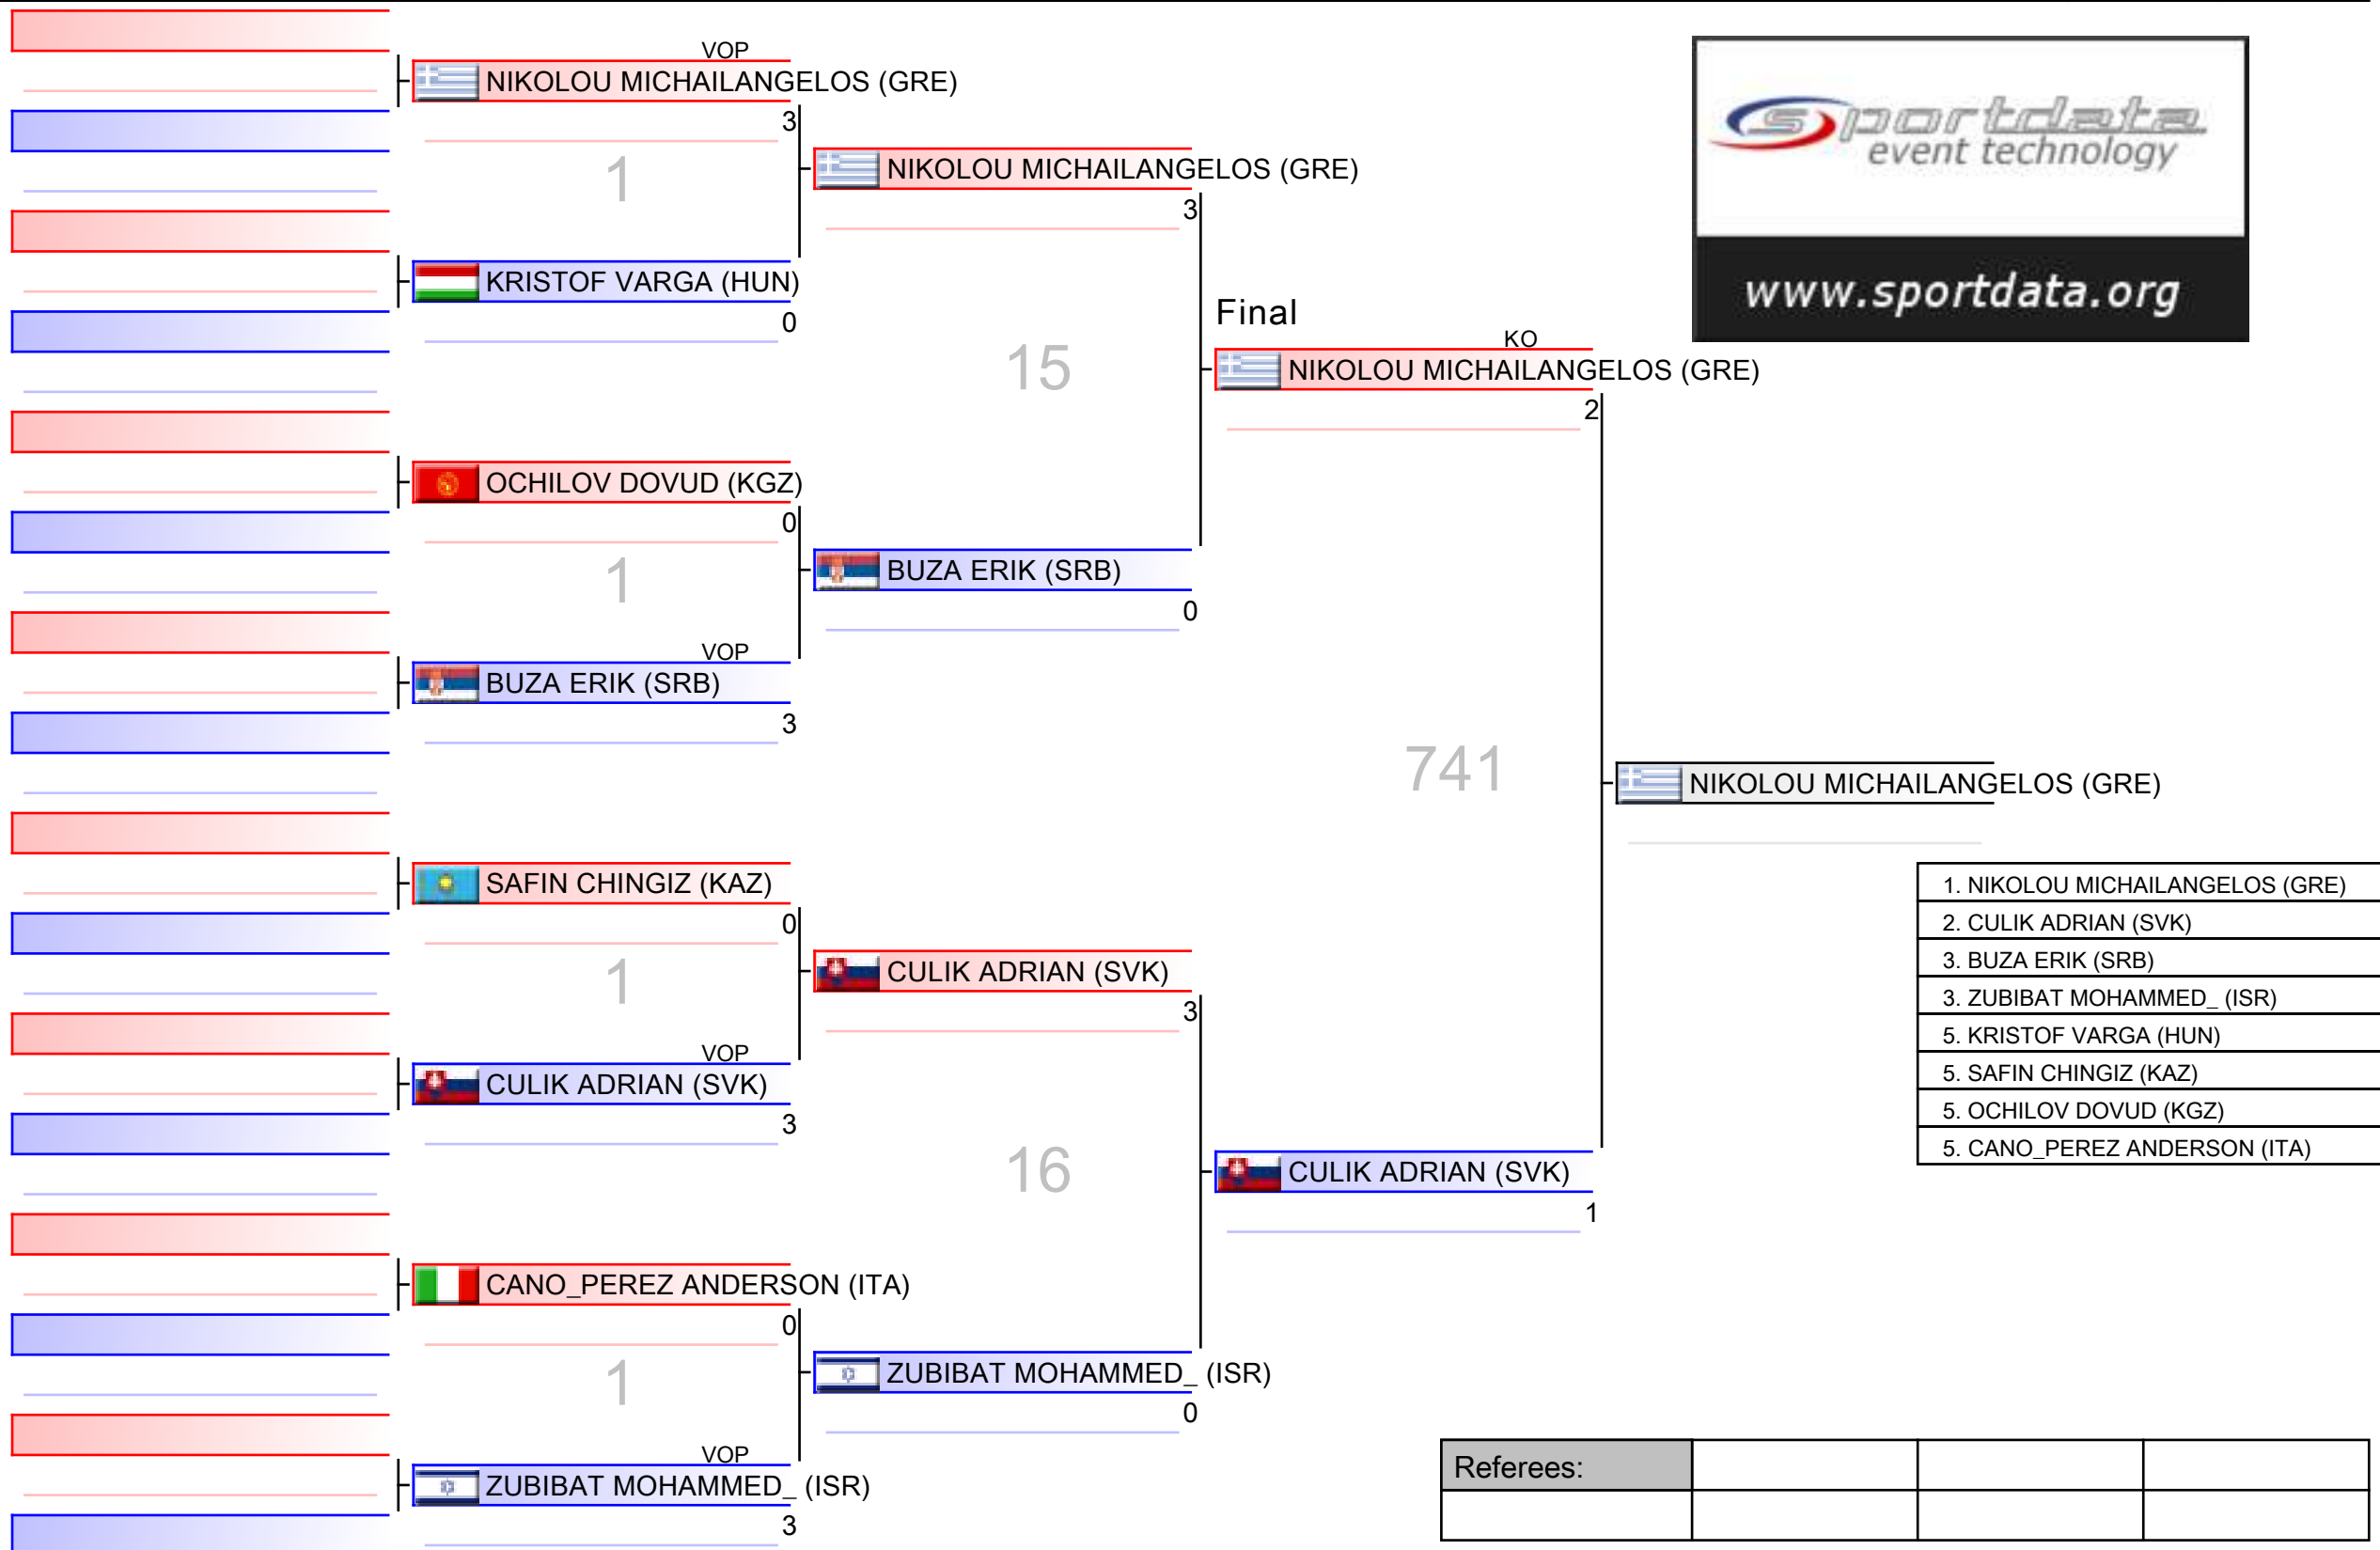 VOP
NIKOLOU MICHAILANGELOS (GRE)
3
1
KRISTOF VARGA (HUN)
0
OCHILOV DOVUD (KGZ)
0
1
VOP
BUZA ERIK (SRB)
3
SAFIN CHINGIZ (KAZ)
0
1
VOP
CULIK ADRIAN (SVK)
3
CANO_PEREZ ANDERSON (ITA)
0
1
VOP
ZUBIBAT MOHAMMED_ (ISR)
3
NIKOLOU MICHAILANGELOS (GRE)
3
15
BUZA ERIK (SRB)
0
CULIK ADRIAN (SVK)
3
16
ZUBIBAT MOHAMMED_ (ISR)
0
Final
KO
NIKOLOU MICHAILANGELOS (GRE)
2
741
CULIK ADRIAN (SVK)
1
NIKOLOU MICHAILANGELOS (GRE)
sportdata
event technology
www.sportdata.org
1. NIKOLOU MICHAILANGELOS (GRE)
2. CULIK ADRIAN (SVK)
3. BUZA ERIK (SRB)
3. ZUBIBAT MOHAMMED_ (ISR)
5. KRISTOF VARGA (HUN)
5. SAFIN CHINGIZ (KAZ)
5. OCHILOV DOVUD (KGZ)
5. CANO_PEREZ ANDERSON (ITA)
Referees: